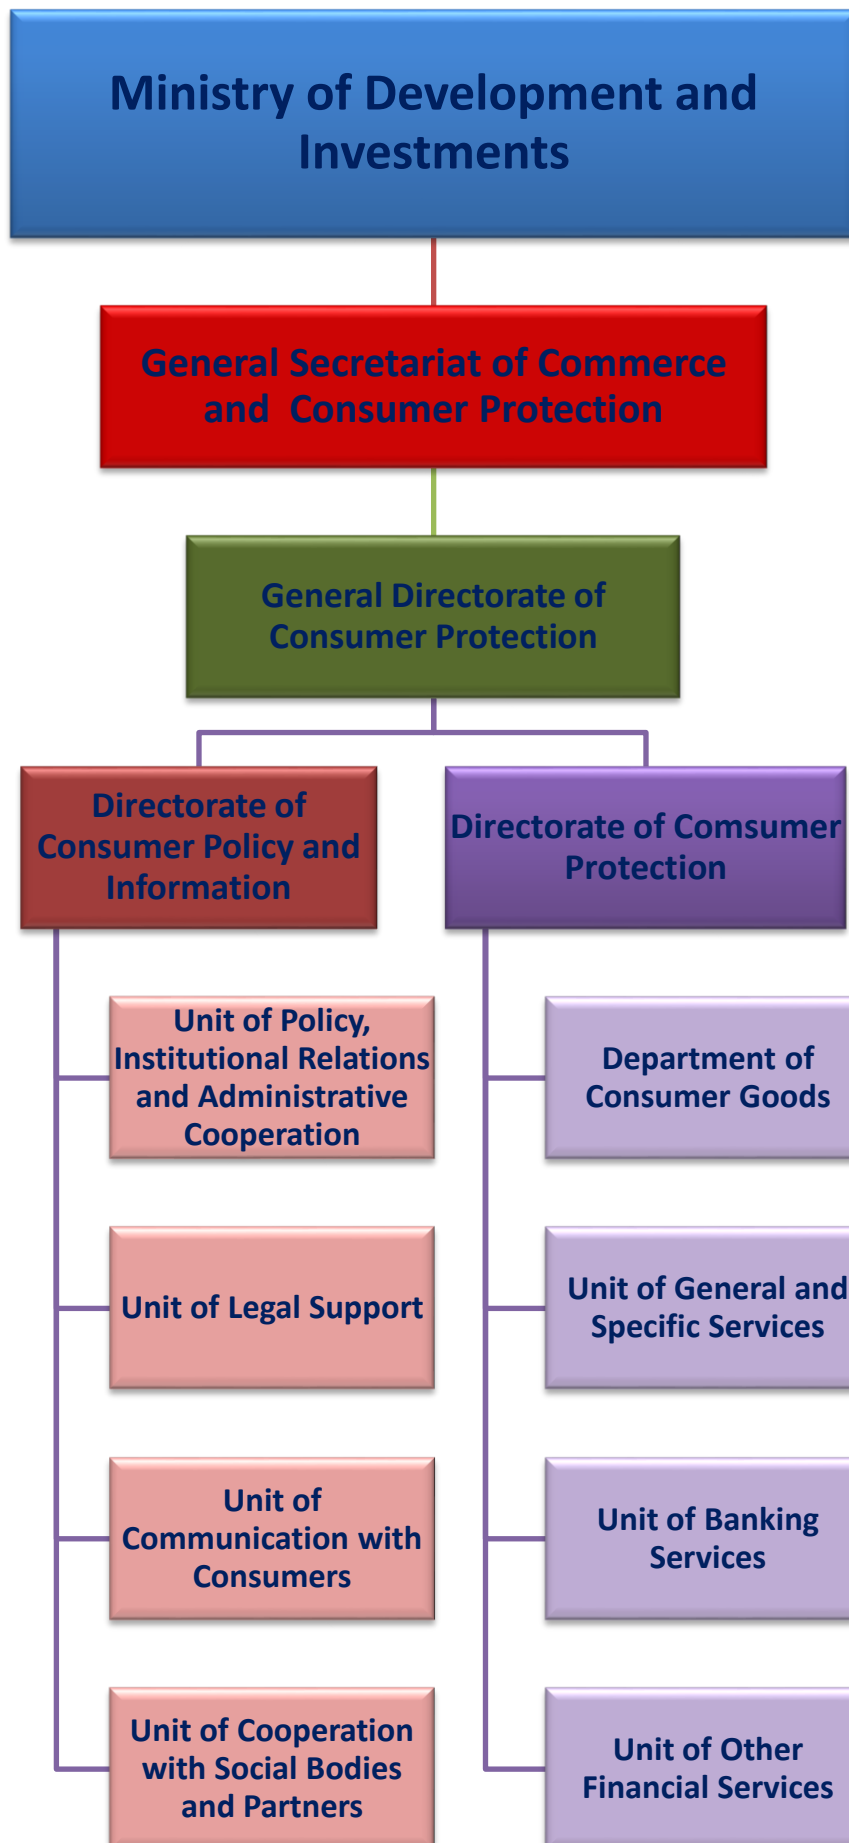 Ministry of Development and
Investments
General Secretariat of Commerce
and  Consumer Protection
General Directorate of
Consumer Protection
Directorate of
Consumer Policy and
Information
Directorate of Comsumer
Protection
Unit of Policy,
Institutional Relations
and Administrative
Cooperation
Department of
Consumer Goods
Unit of Legal Support
Unit of General and
Specific Services
Unit of
Communication with
Consumers
Unit of Banking
Services
Unit of Cooperation
with Social Bodies
and Partners
Unit of Other
Financial Services